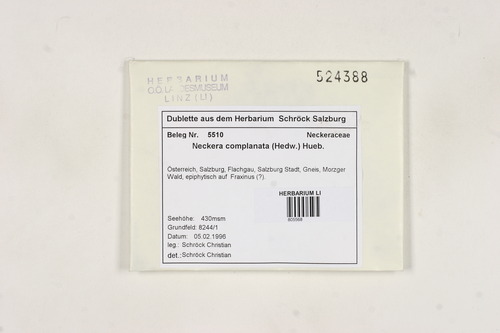 HERBARIUM
O.Ö. LANDESMUSEUM
LINZ (LI)
524388
Dublette aus dem Herbarium Schröck Salzburg
Beleg Nr. 5510 Neckeraceae
Neckera complanata (Hedw.) Hueb.
Österreich, Salzburg, Flachgau, Salzburg Stadt, Gneis, Morzger
Wald, epiphytisch auf Fraxinus (?).
HERBARIUM LI
Seehöhe: 430msm
Grundfeld: 8244/1
Datum: 05.02.1996
leg.: Schröck Christian
det.: Schröck Christian